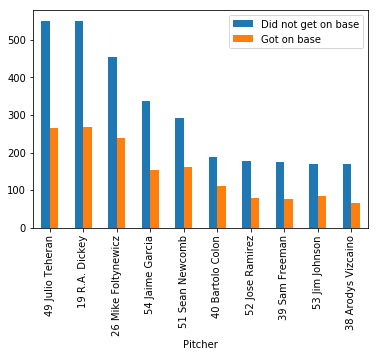 Did not get on base
Got on base
500
400
300
200
100
0
49 Julio Teheran
19 R.A. Dickey
26 Mike Foltynewicz
54 Jaime Garcia
51 Sean Newcomb
40 Bartolo Colon
52 Jose Ramirez
39 Sam Freeman
53 Jim Johnson
38 Arodys Vizcaino
Pitcher